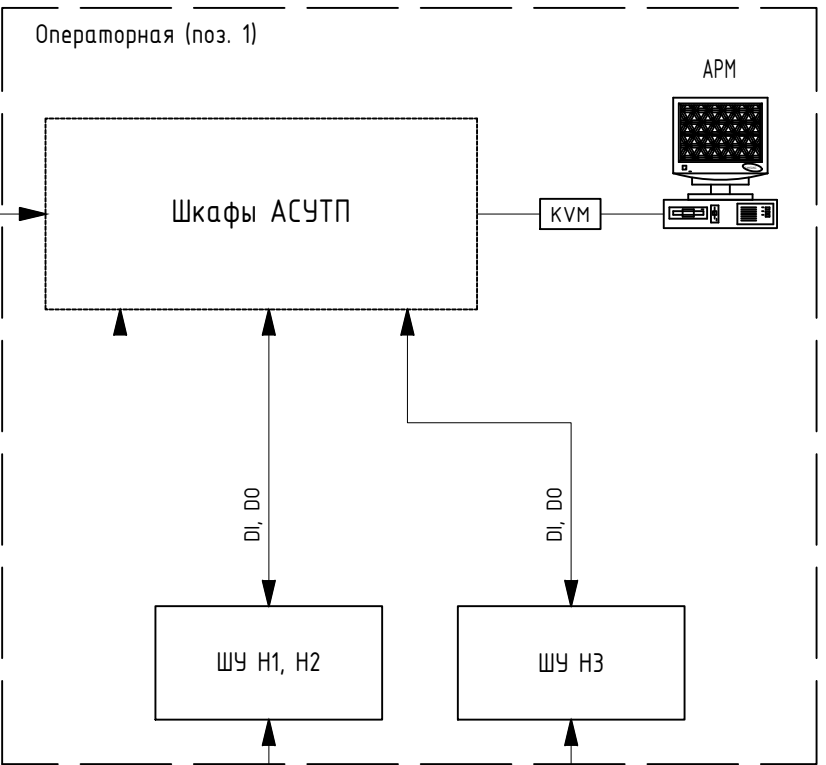 Операторная (поз. 1)
АРМ
Шкафы АСУТП
KVM
DI, DO
DI, DO
ШУ Н1, Н2
ШУ Н3